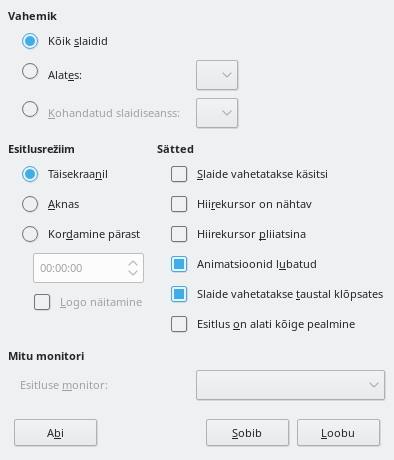 Vahemik
Kõik slaidid
Alates:
Kohandatud slaidiseanss:
Esitlusrežiim
Sätted
Täisekraanil
Slaide vahetatakse käsitsi
Aknas
Hiirekursor on nähtav
Kordamine pärast
Hiirekursor pliiatsina
00:00:00
Animatsioonid lubatud
Logo näitamine
Slaide vahetatakse taustal klõpsates
Esitlus on alati kõige pealmine
Mitu monitori
Esitluse monitor:
Abi
Sobib
Loobu